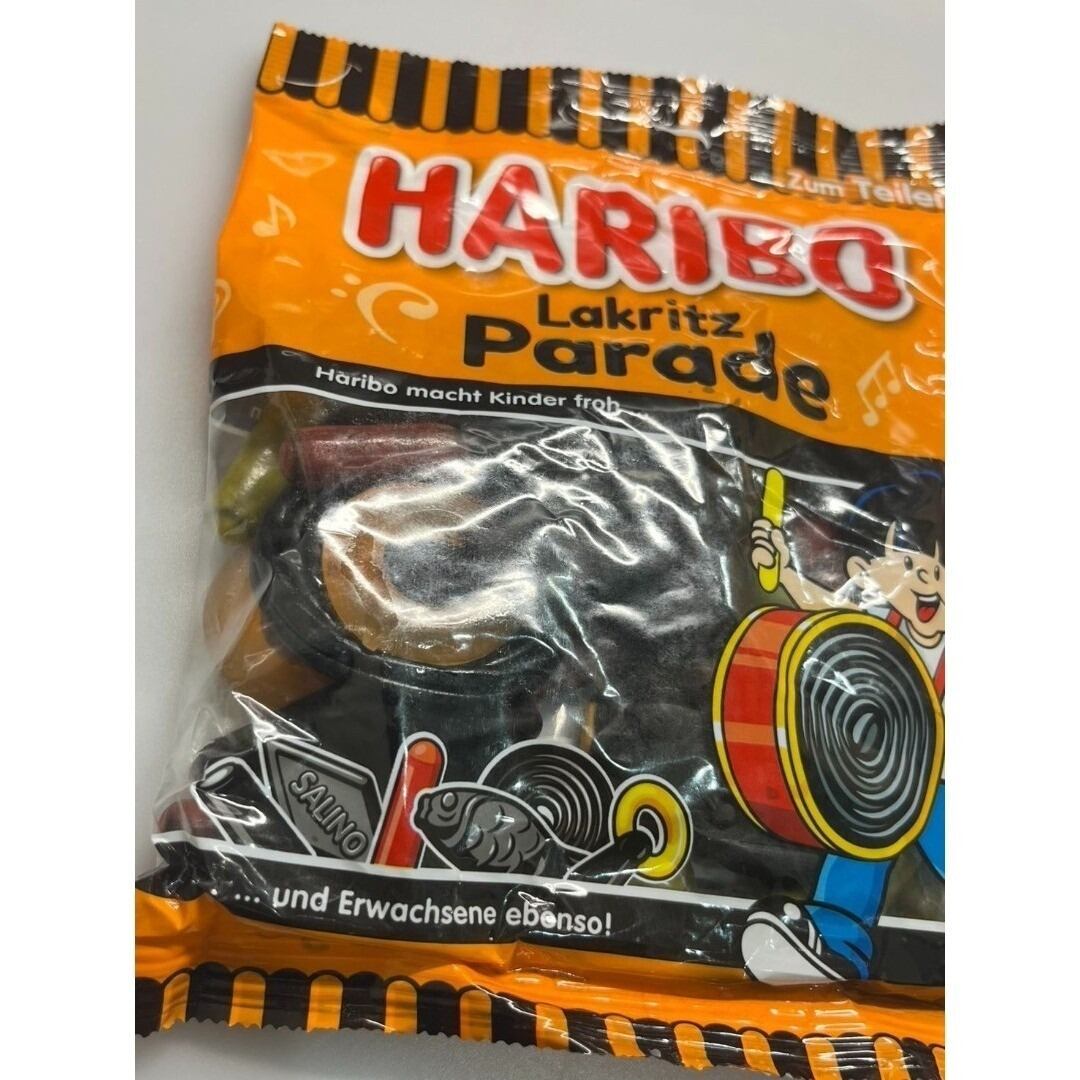 Zum Teilen
HARIBO
Lakritz
Parade
Haribo macht Kinder froh
SALINO
... und Erwachsene ebenso!